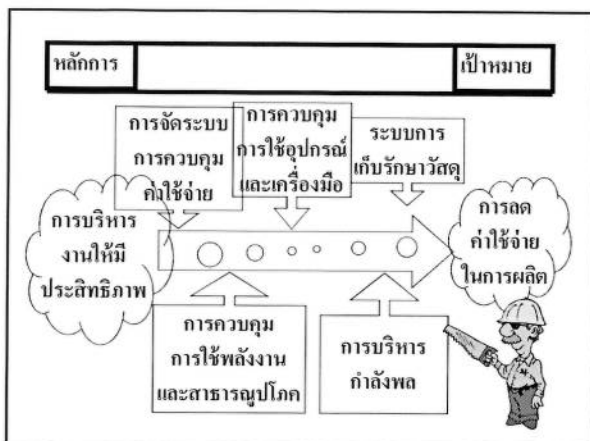 หลักการ
เป้าหมาย
การจัดระบบ
การควบคุม
ค่าใช้จ่าย
การควบคุม
การใช้อุปกรณ์
และเครื่องมือ
ระบบการ
เก็บรักษาวัสดุ
การบริหาร
งานให้มี
ประสิทธิภาพ
การลด
ค่าใช้จ่าย
ในการผลิต
การควบคุม
การใช้พลังงาน
และสาธารณูปโภค
การบริหาร
กำลังพล